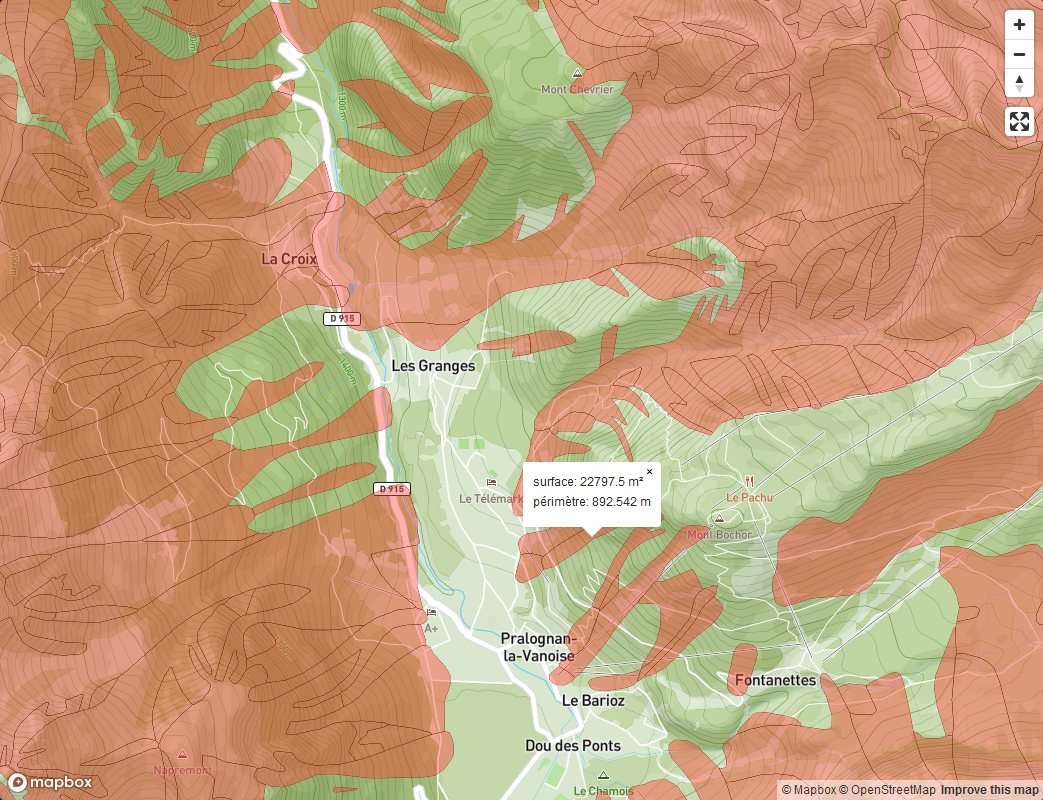 Mont Chevrier
1300 m
La Croix
D 915
Les Granges
1400 m
surface: 22797.5 m²
périmètre: 892.542 m
×
D 915
Le Télémark
Le Pachu
Mont Bochor
A+
Pralognan-
la-Vanoise
Fontanettes
Le Barioz
Dou des Ponts
Napremont
Le Chamois
mapbox
© Mapbox © OpenStreetMap Improve this map